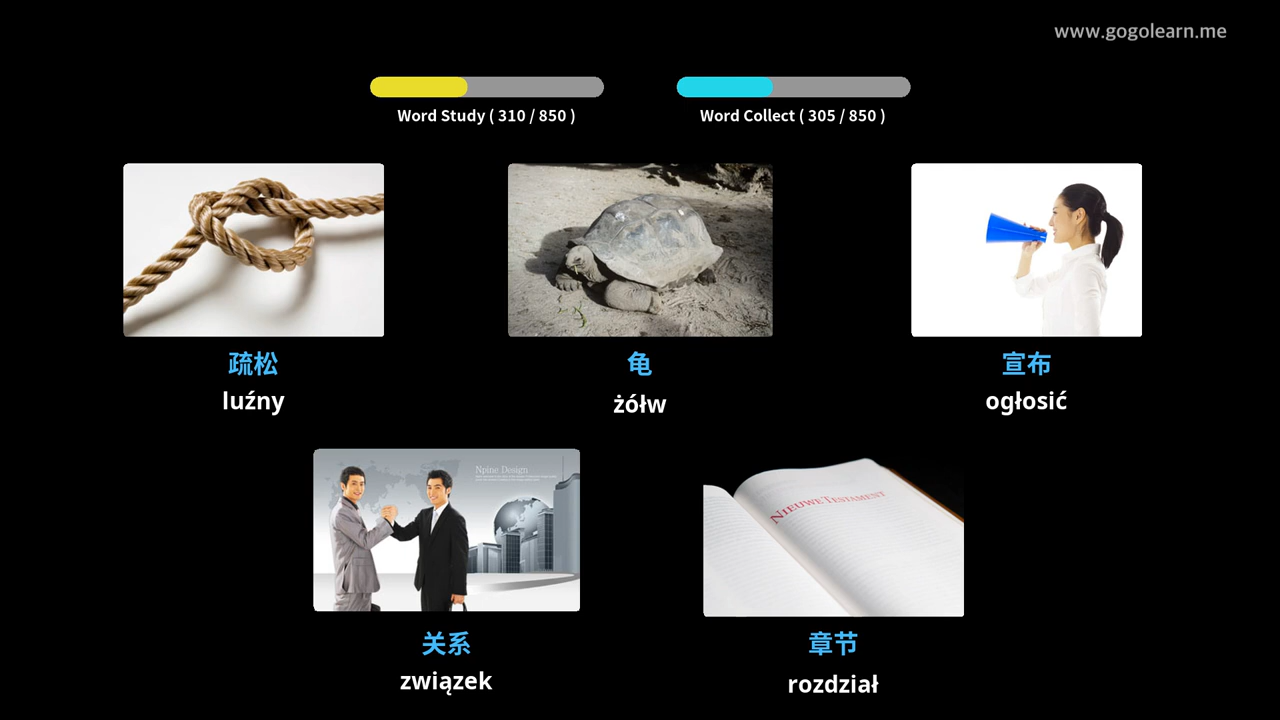 www.gogolearn.me
Word Study ( 310 / 850 )
Word Collect ( 305 / 850 )
疏松
luźny
龟
żółw
宣布
ogłosić
Npine Design
关系
związek
NIEUWE TESTAMENT
章节
rozdział